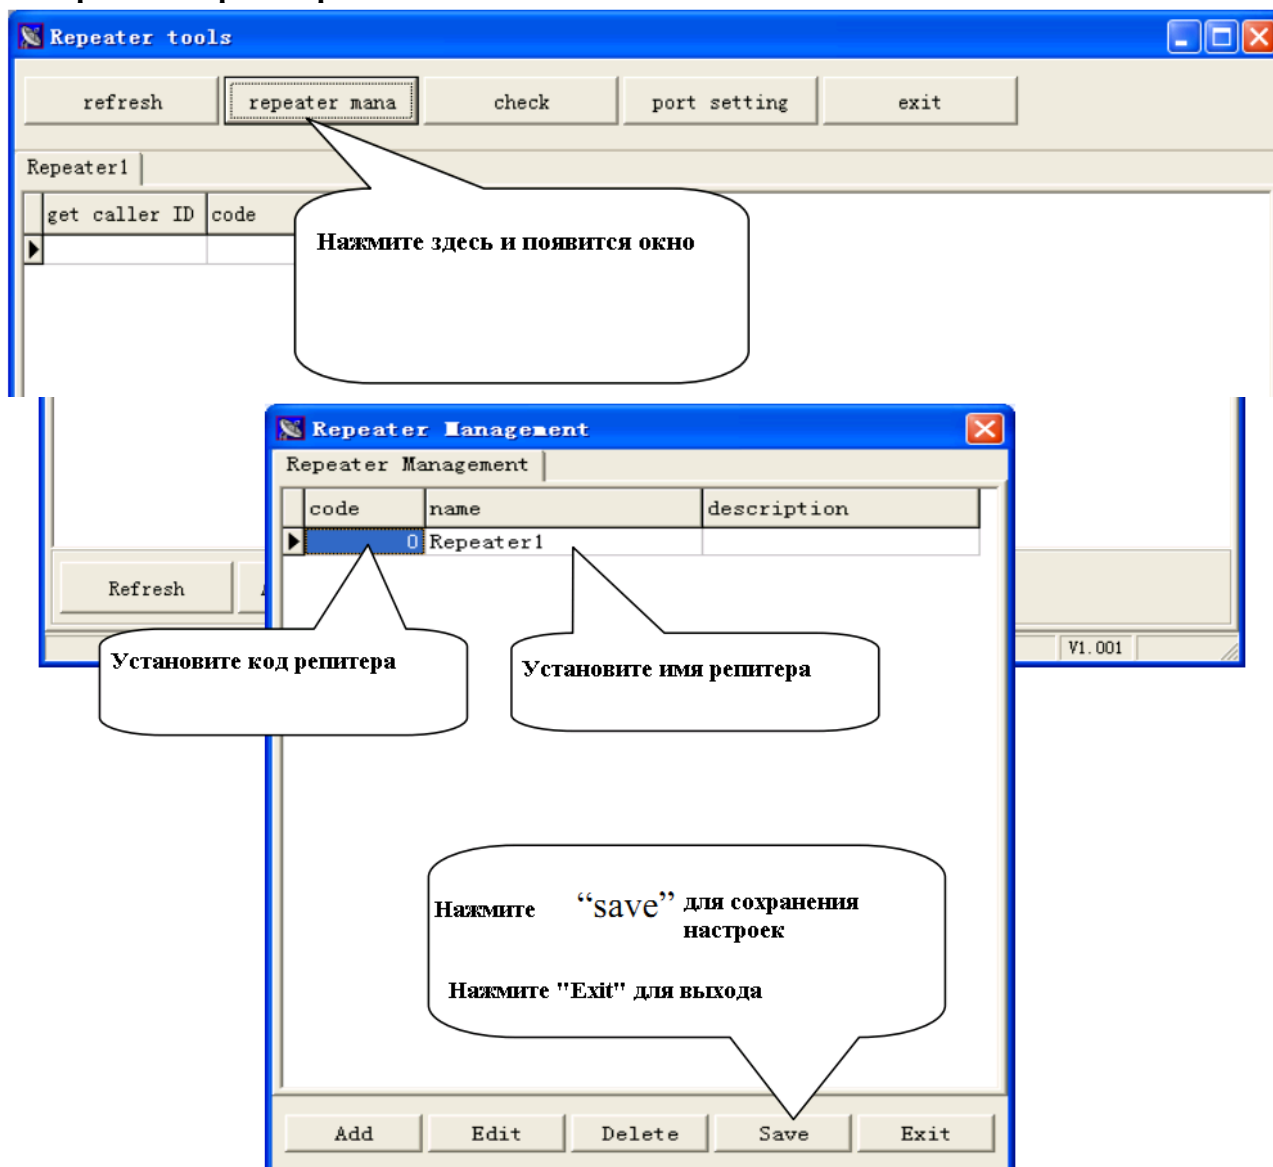 Repeater tools
refresh repeater mana check port setting exit
Repeater1
get caller ID code
Нажмите здесь и появится окно
Repeater Management
Repeater Management
code name description
0 Repeater1
Refresh
Установите код репитера
Установите имя репитера
V1.001
Нажмите “save” для сохранения
настроек
Нажмите "Exit" для выхода
Add Edit Delete Save Exit